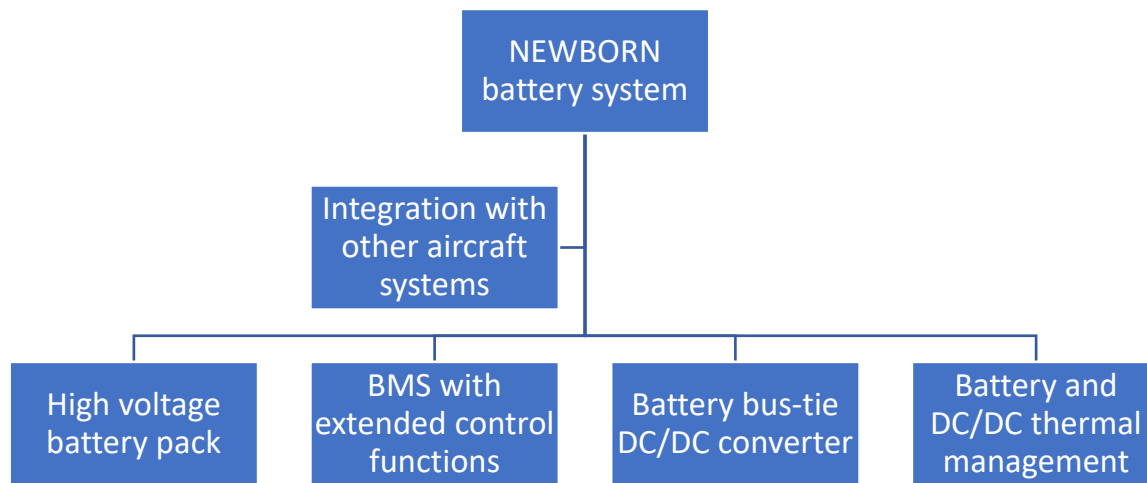 NEWBORN
battery system
Integration with
other aircraft
systems
High voltage
battery pack
BMS with
extended control
functions
Battery bus-tie
DC/DC converter
Battery and
DC/DC thermal
management